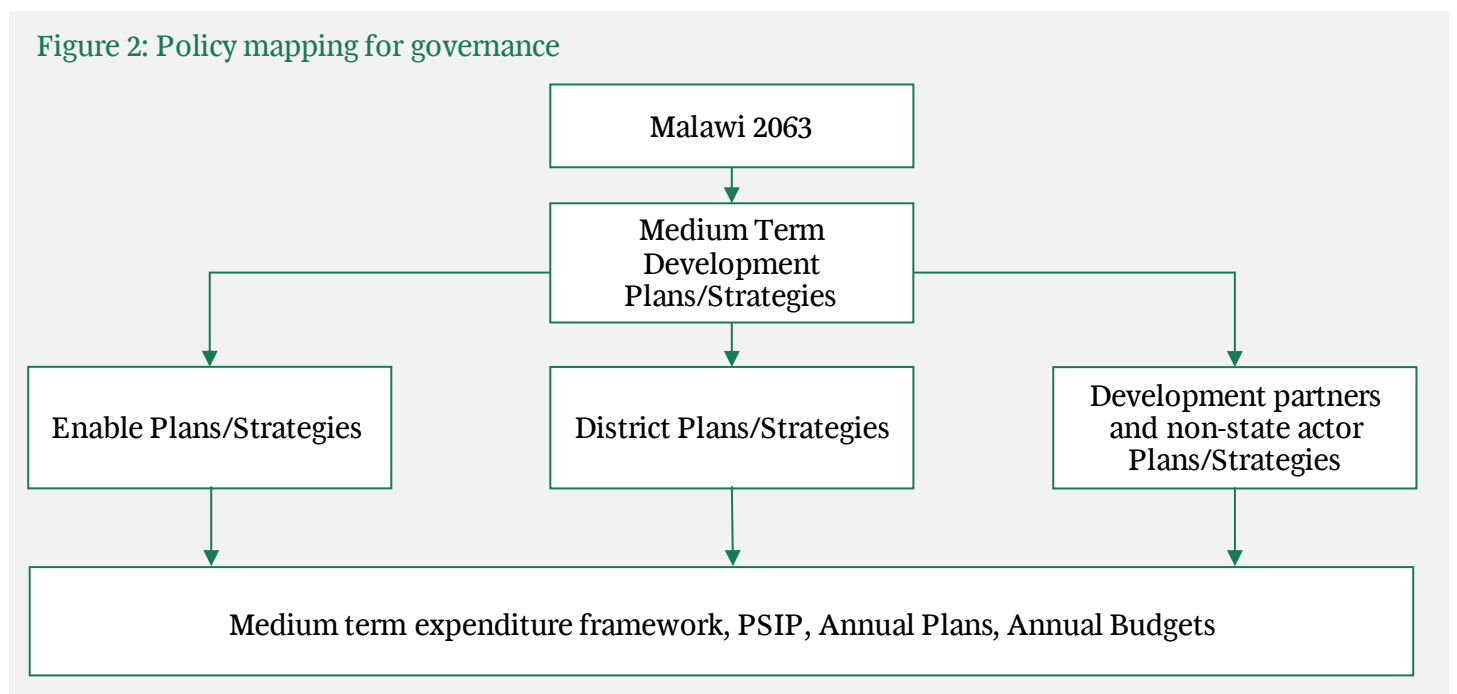 Figure 2: Policy mapping for governance
Malawi 2063
Medium Term
Development
Plans/Strategies
Enable Plans/Strategies
District Plans/Strategies
Development partners
and non-state actor
Plans/Strategies
Medium term expenditure framework, PSIP, Annual Plans, Annual Budgets